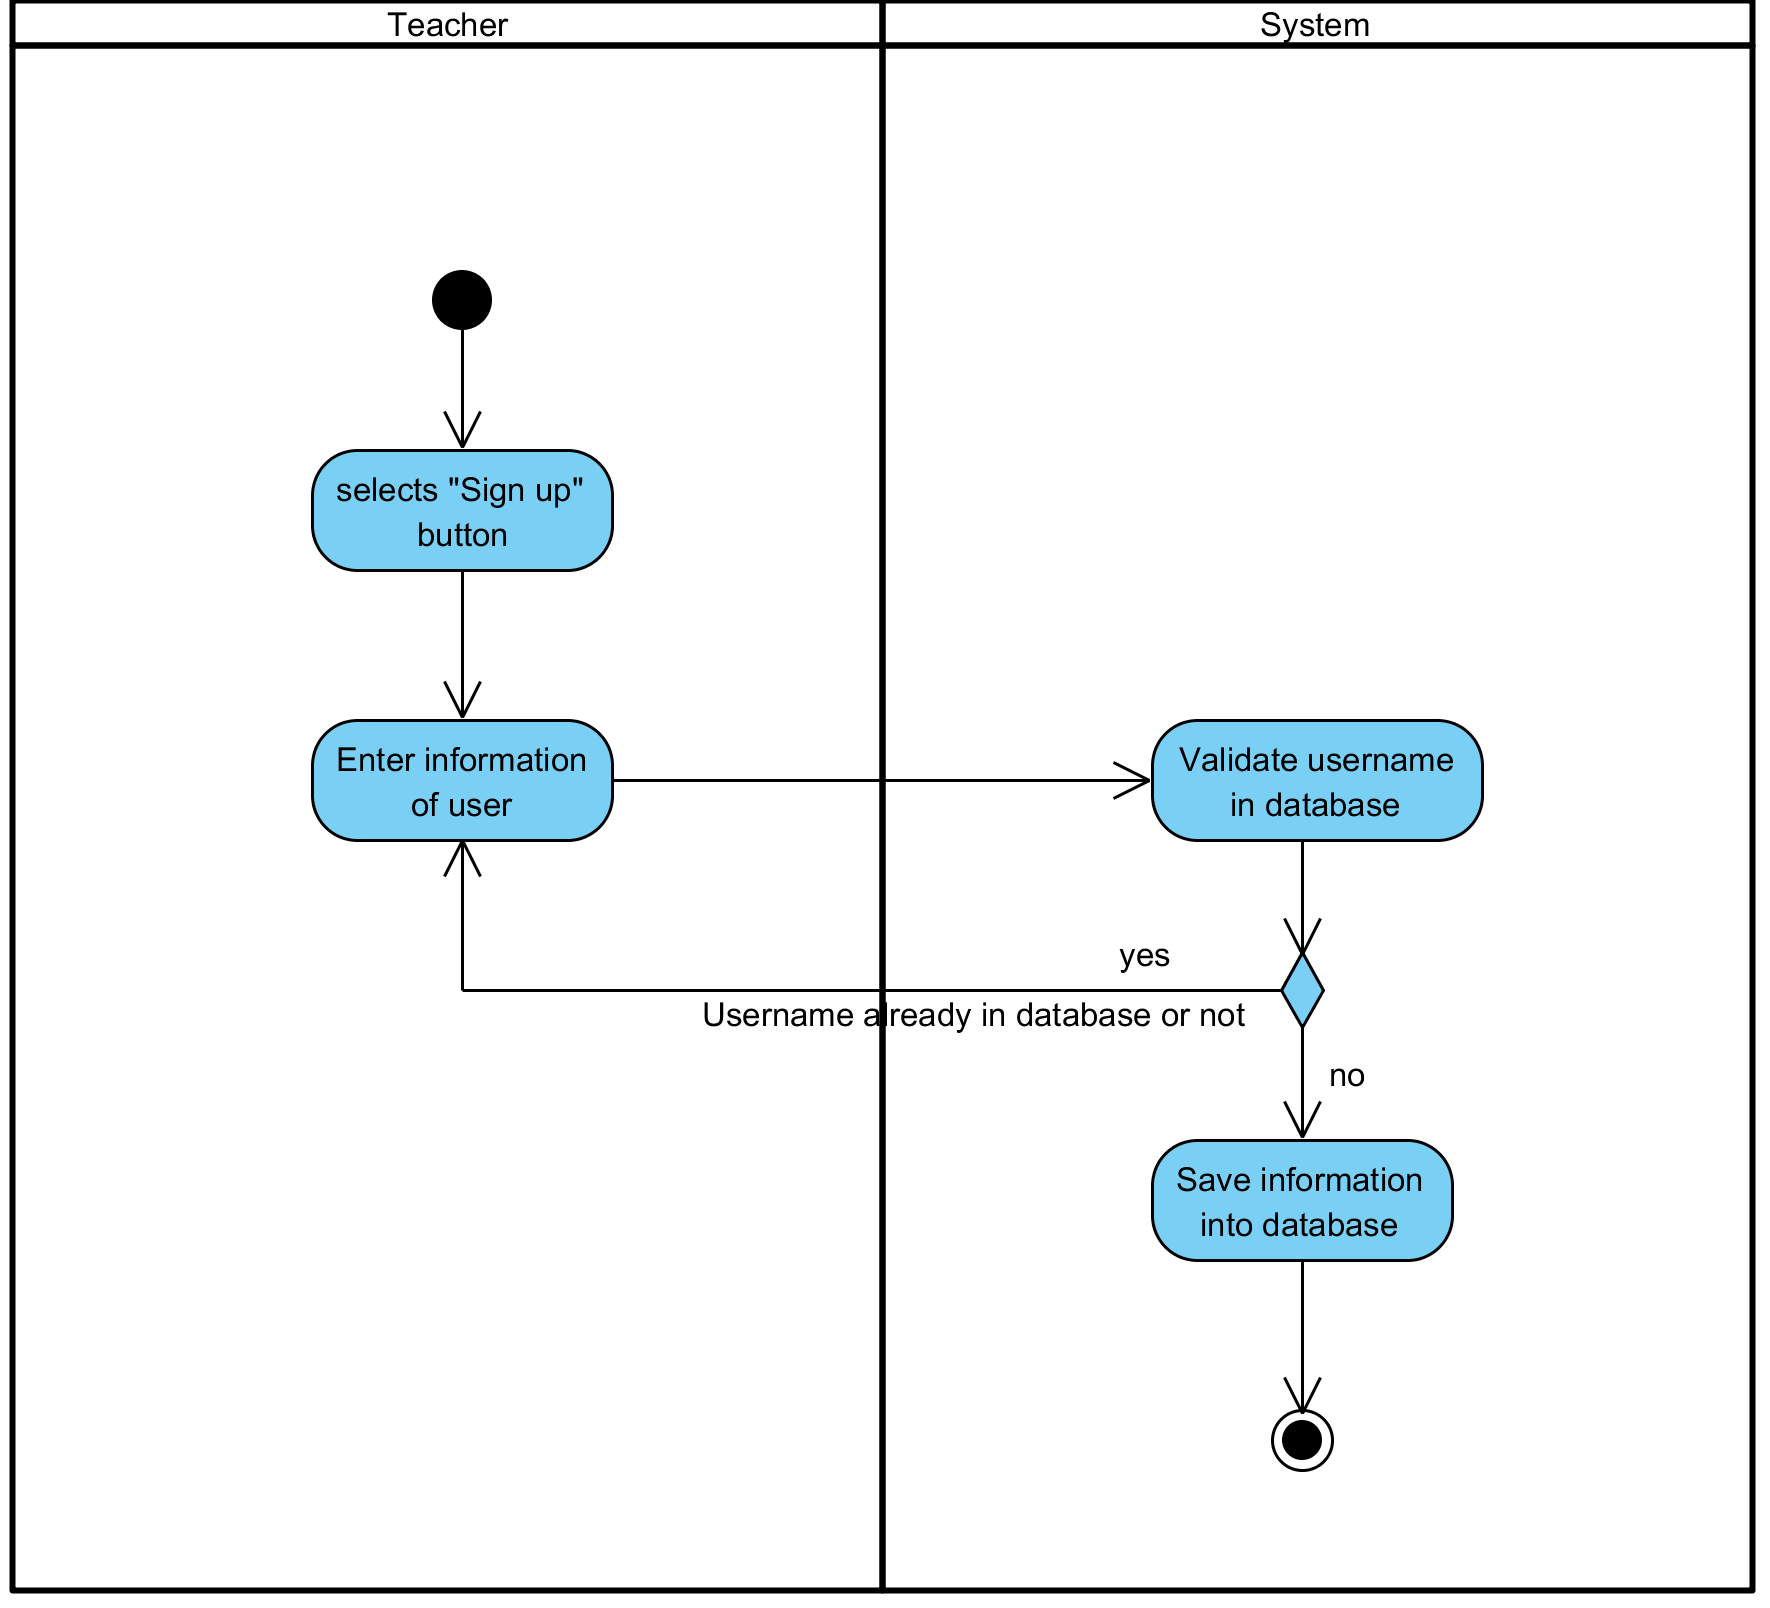 Teacher
System
selects "Sign up"
button
Enter information
of user
Validate username
in database
yes
Username already in database or not
no
Save information
into database